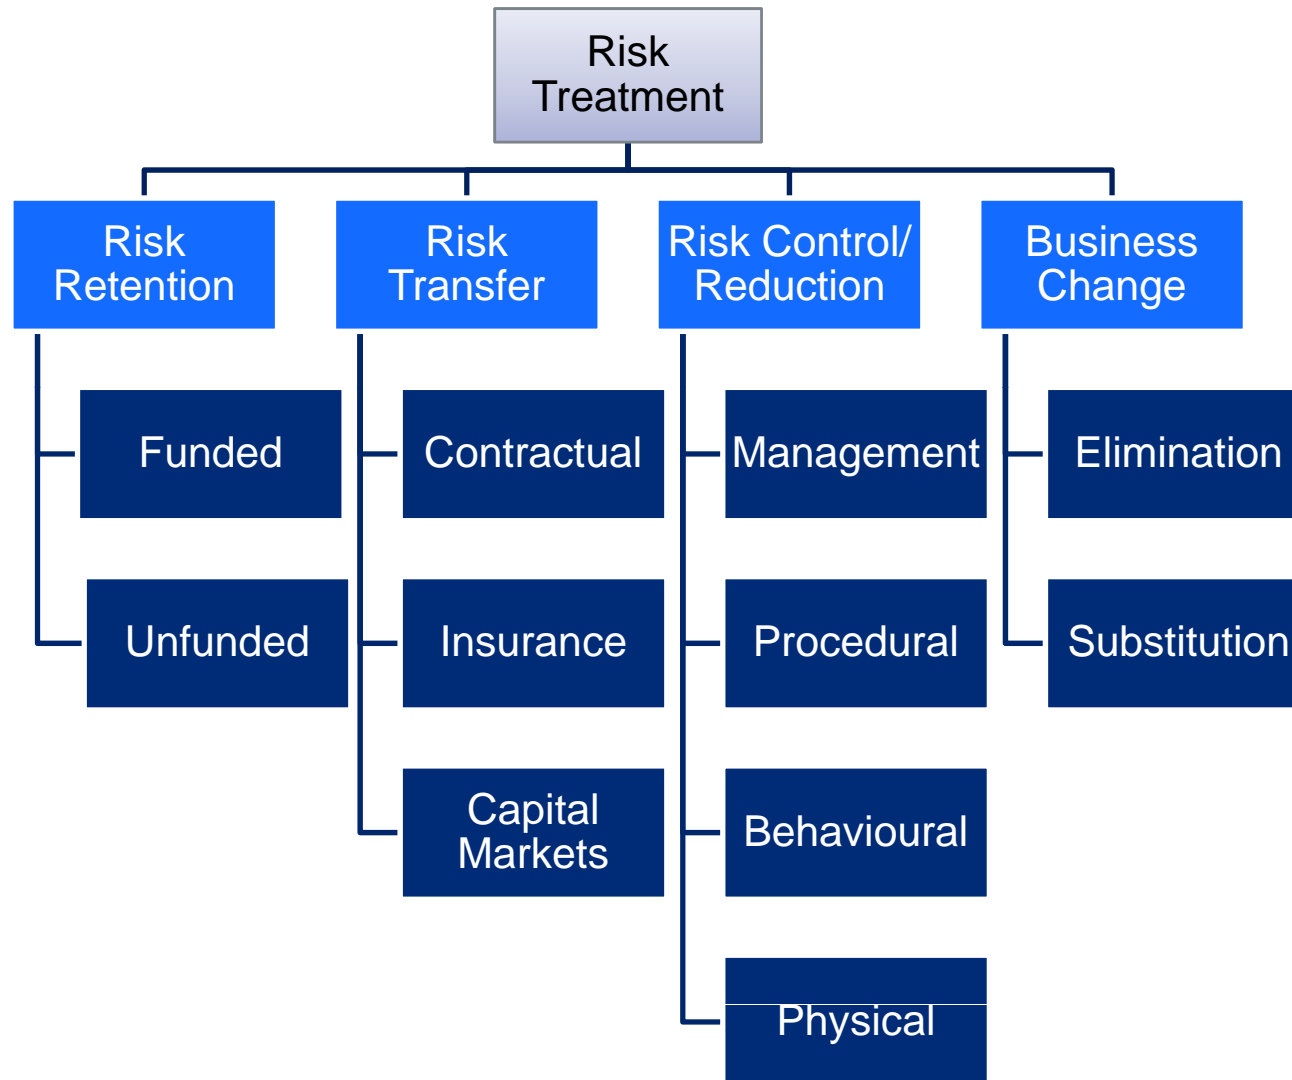 Risk
Treatment
Risk
Retention
Risk
Transfer
Risk Control/
Reduction
Business
Change
Funded
Contractual
Management
Elimination
Unfunded
Insurance
Procedural
Substitution
Capital
Markets
Behavioural
Physical